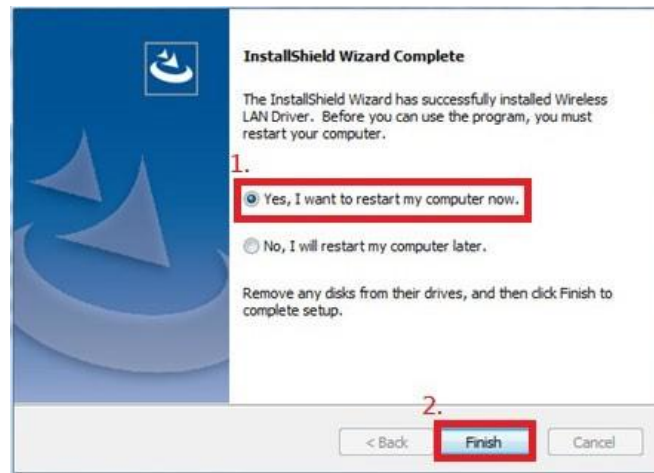 InstallShield Wizard Complete
The InstallShield Wizard has successfully installed Wireless
LAN Driver. Before you can use the program, you must
restart your computer.
1.
Yes, I want to restart my computer now.
No, I will restart my computer later.
Remove any disks from their drives, and then click Finish to
complete setup.
2.
< Back Finish Cancel